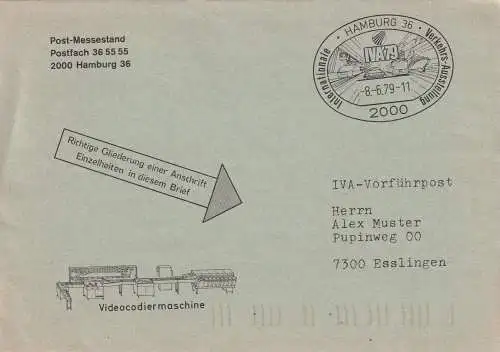 Post-Messestand
Postfach 36 55 55
2000 Hamburg 36
· HAMBURG 36 ·
Internationale Verkehrs-Ausstellung
IVA 79
-8.-6.79-11
2000
Richtige Gliederung einer Anschrift
Einzelheiten in diesem Brief
IVA-Vorführpost
Herrn
Alex Muster
Pupinweg 00
7300 Esslingen
Videocodiermaschine